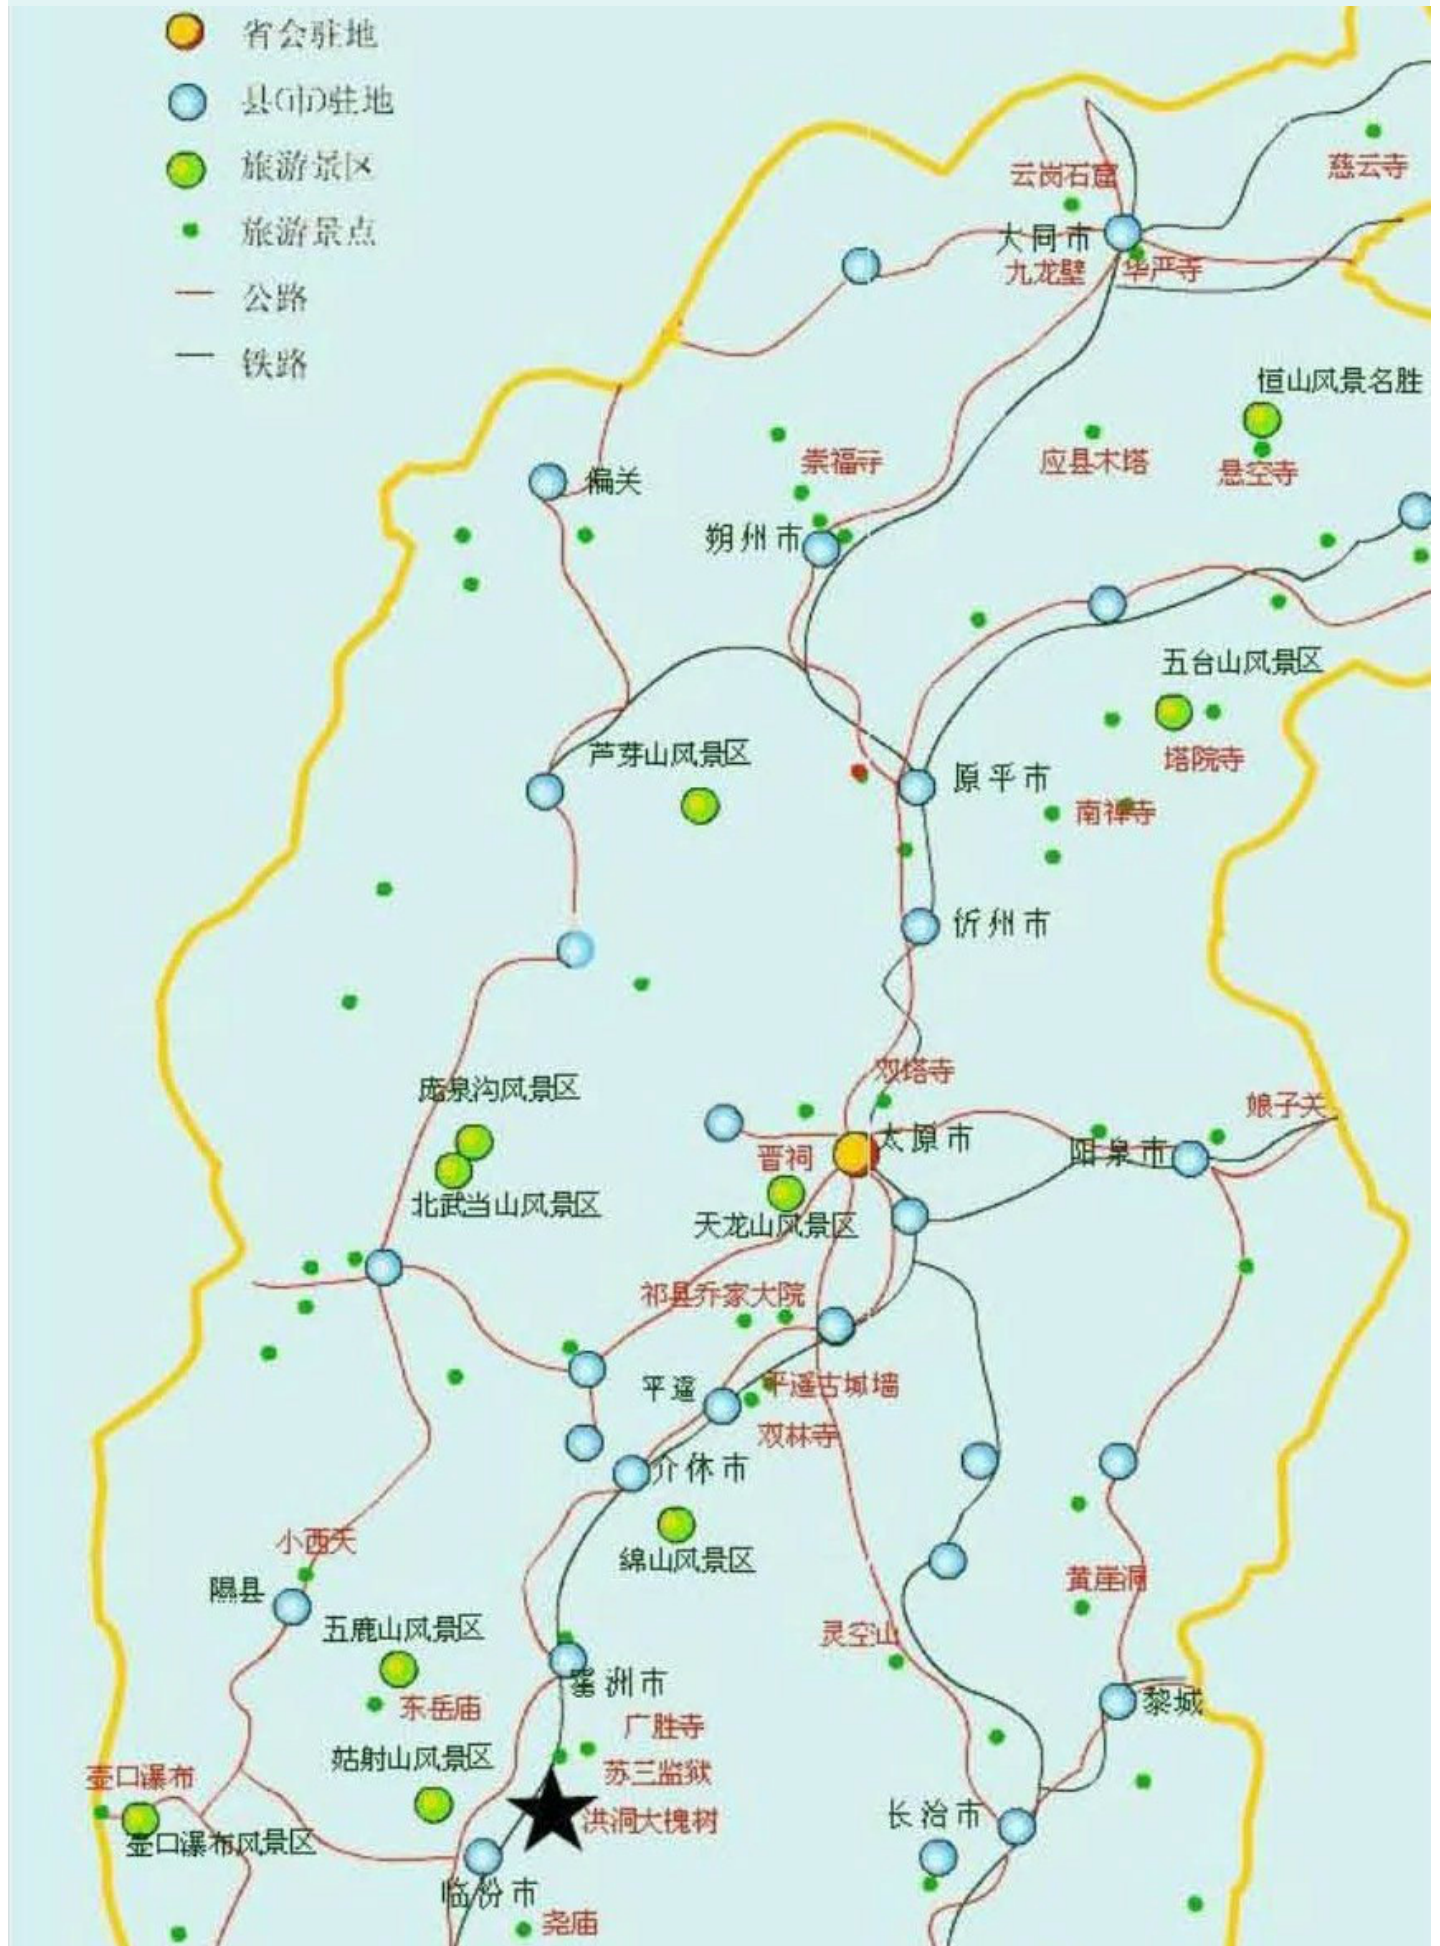 省会驻地
县(市)驻地
旅游景区
旅游景点
公路
铁路
云岗石窟
慈云寺
大同市
九龙壁
华严寺
恒山风景名胜
崇福寺
应县木塔
悬空寺
偏关
朔州市
五台山风景区
芦芽山风景区
塔院寺
原平市
南禅寺
忻州市
双塔寺
庞泉沟风景区
娘子关
太原市
阳泉市
晋祠
北武当山风景区
天龙山风景区
祁县乔家大院
平遥
平遥古城墙
双林寺
介休市
小西天
绵山风景区
隰县
黄崖洞
五鹿山风景区
灵空山
霍州市
东岳庙
黎城
广胜寺
姑射山风景区
壶口瀑布
苏三监狱
洪洞大槐树
长治市
壶口瀑布风景区
临汾市
尧庙